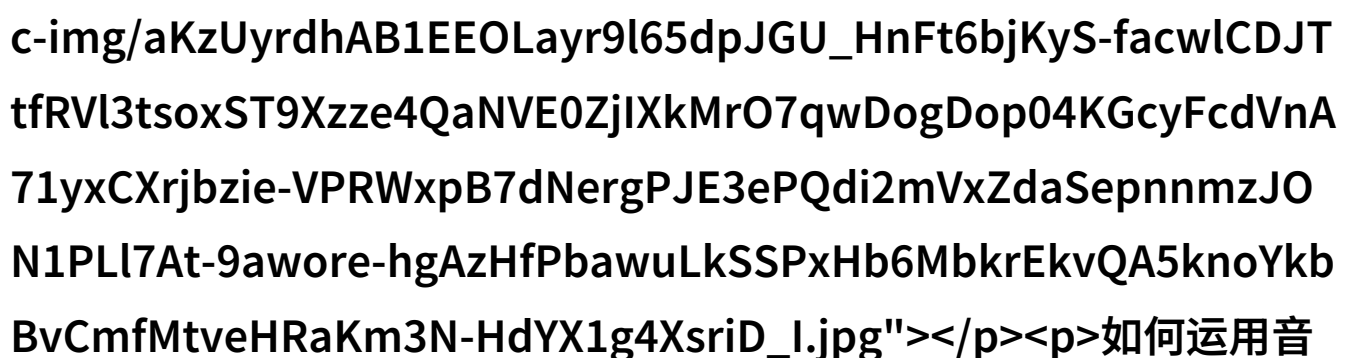 c-img/aKzUyrdhAB1EEOLayr9l65dpJGU_HnFt6bjKyS-facwlCDJT
tfRVl3tsoxST9Xzze4QaNVE0ZjIXkMrO7qwDogDop04KGcyFcdVnA
71yxCXrjbzie-VPRWxpB7dNergPJE3ePQdi2mVxZdaSepnnmzJO
N1PLl7At-9awore-hgAzHfPbawuLkSSPxHb6MbkrEkvQA5knoYkb
BvCmfMtveHRaKm3N-HdYX1g4XsriD_I.jpg"></p><p>如何运用音